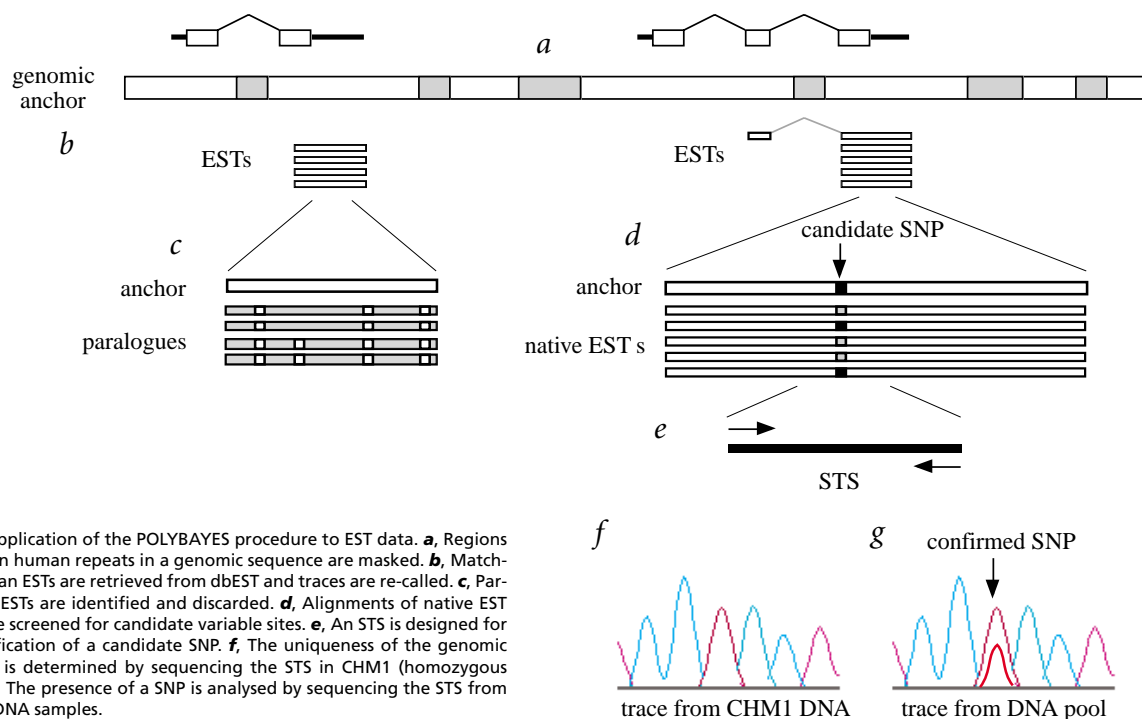 a
genomic
anchor
b
ESTs
ESTs
c
d
candidate SNP
anchor
anchor
paralogues
native EST s
e
STS
pplication of the POLYBAYES procedure to EST data. a, Regions
n human repeats in a genomic sequence are masked. b, Match-
an ESTs are retrieved from dbEST and traces are re-called. c, Par-
ESTs are identified and discarded. d, Alignments of native EST
e screened for candidate variable sites. e, An STS is designed for
fication of a candidate SNP. f, The uniqueness of the genomic
is determined by sequencing the STS in CHM1 (homozygous
The presence of a SNP is analysed by sequencing the STS from
DNA samples.
f
g
confirmed SNP
trace from CHM1 DNA
trace from DNA pool